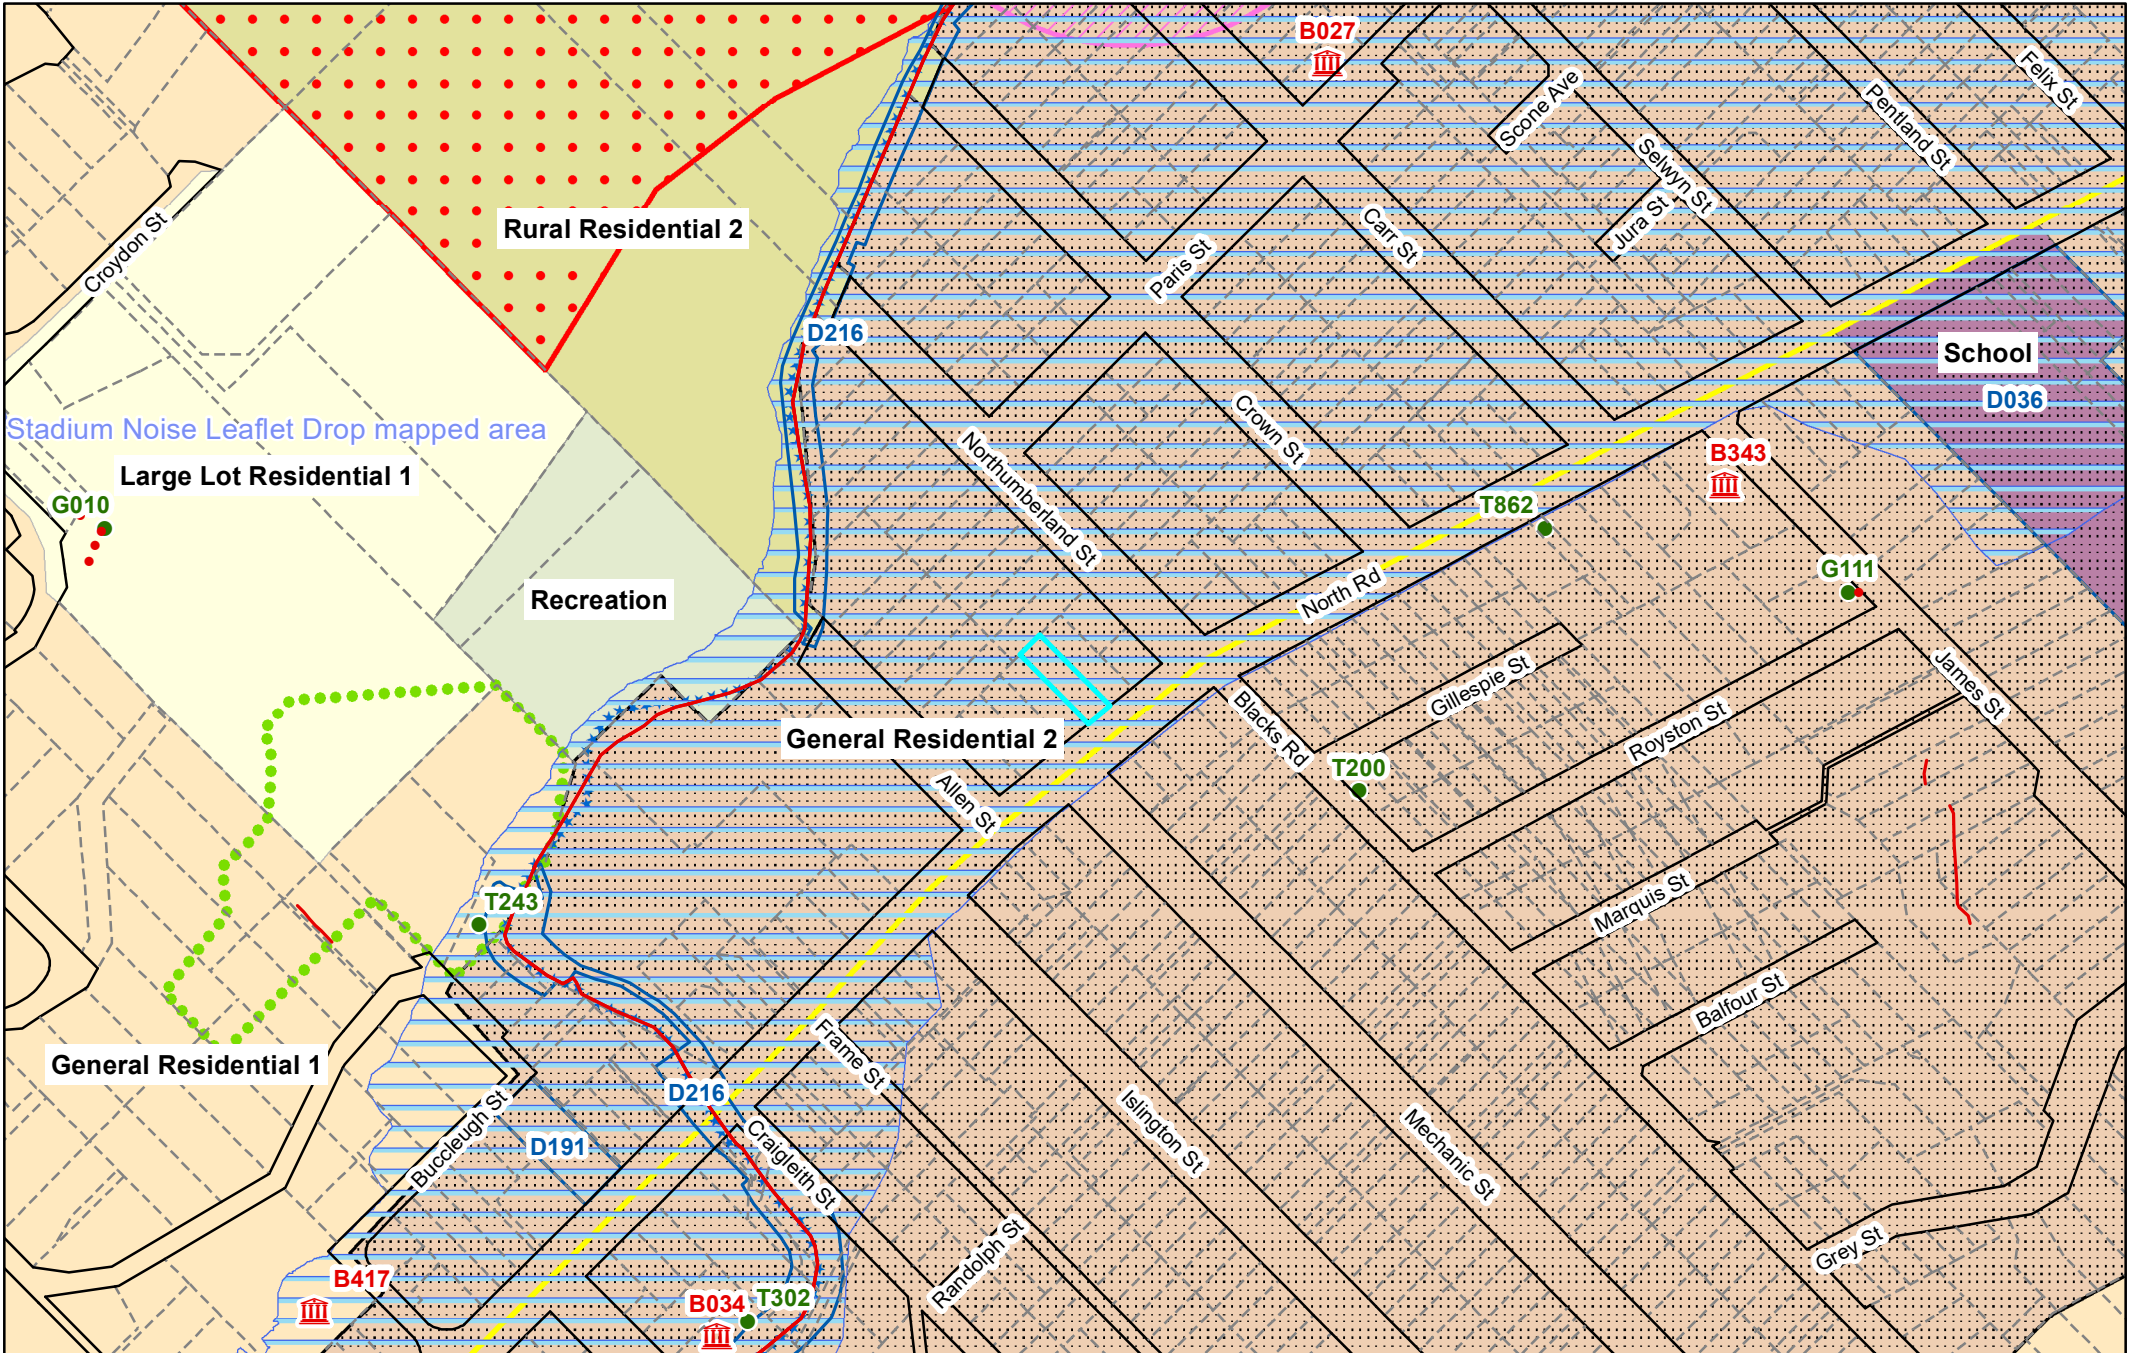 B027
Felix St
Pentland St
Scone Ave
Selwyn St
Jura St
Rural Residential 2
Croydon St
Carr St
Paris St
D216
School
D036
Stadium Noise Leaflet Drop mapped area
Large Lot Residential 1
Crown St
B343
G010
Northumberland St
T862
G111
Recreation
North Rd
Gillespie St
James St
Royston St
Blacks Rd
General Residential 2
T200
Allen St
T243
Marquis St
Balfour St
General Residential 1
Frame St
D216
Buccleugh St
D191
Craigleith St
Islington St
Mechanic St
Grey St
Randolph St
B417
B034
T302